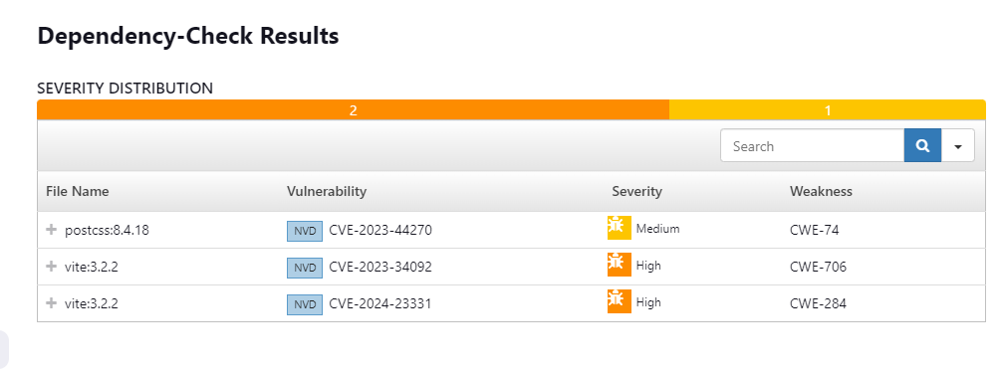 Dependency-Check Results
SEVERITY DISTRIBUTION
2 1
Search
File Name Vulnerability Severity Weakness
postcss:8.4.18 NVD CVE-2023-44270 Medium CWE-74
vite:3.2.2 NVD CVE-2023-34092 High CWE-706
vite:3.2.2 NVD CVE-2024-23331 High CWE-284